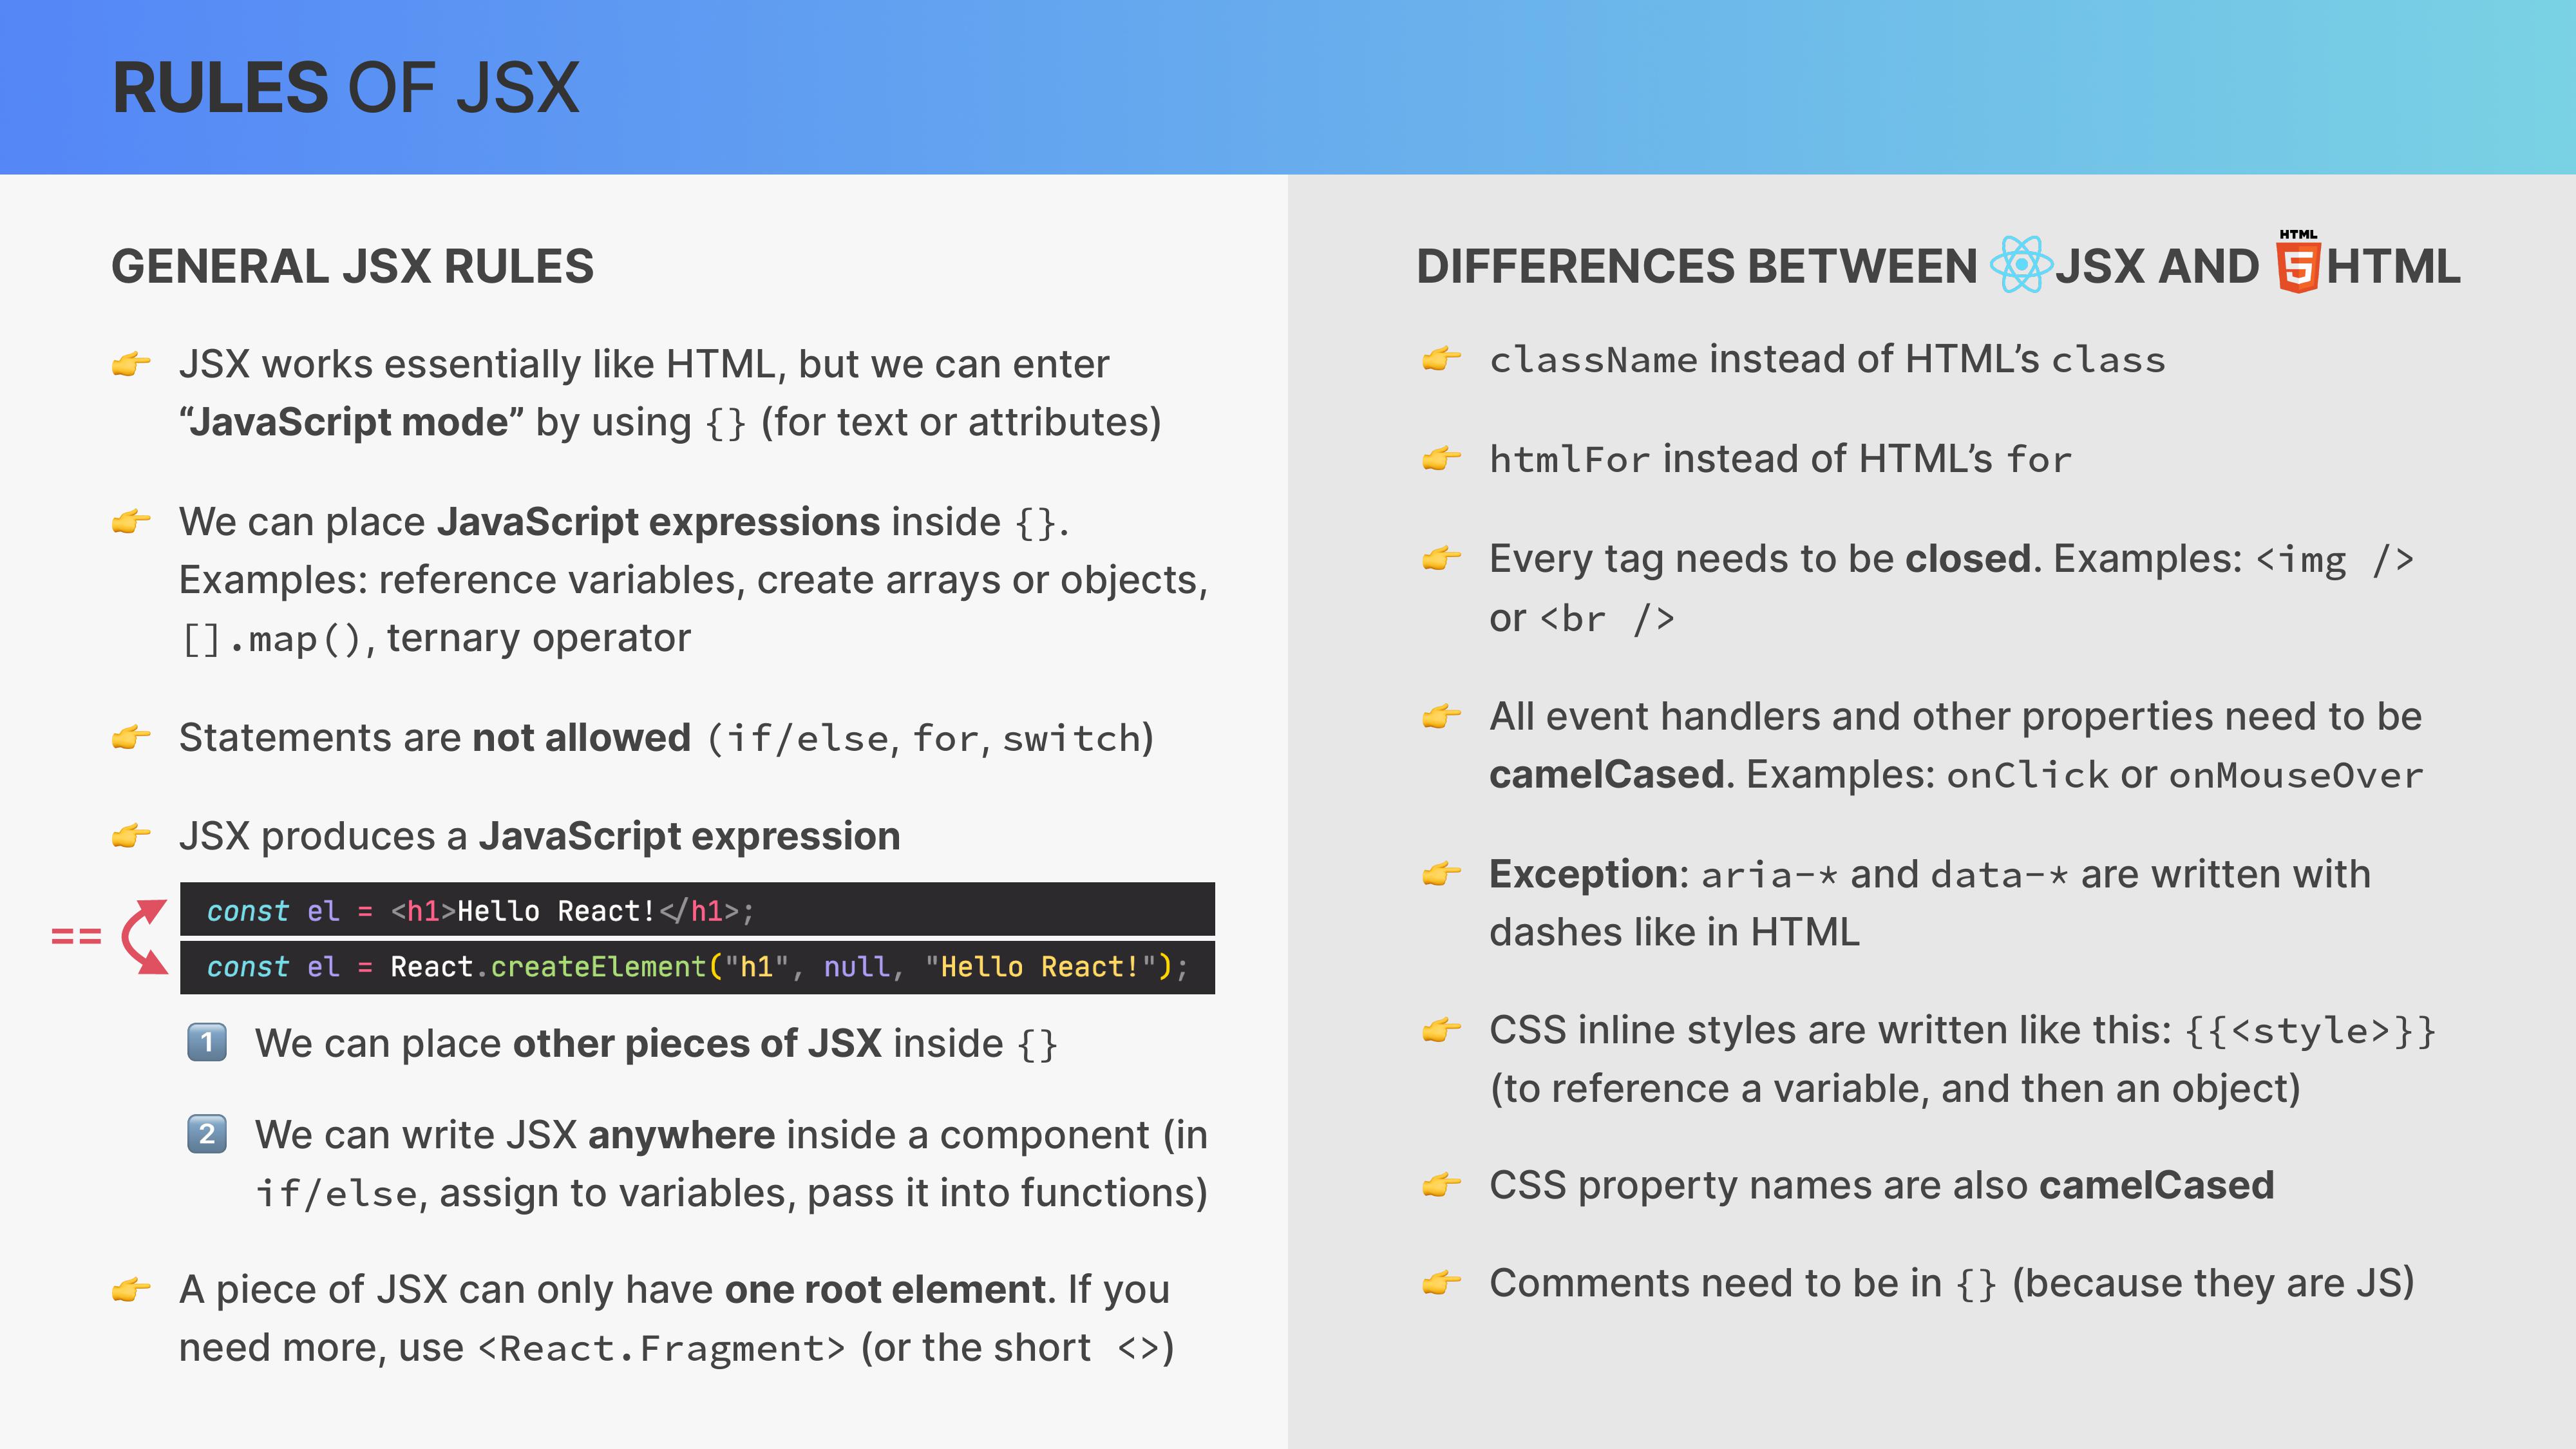 RULES OF JSX
GENERAL JSX RULES
👉 JSX works essentially like HTML, but we can enter
“JavaScript mode” by using {} (for text or attributes)
👉 We can place JavaScript expressions inside {}.
Examples: reference variables, create arrays or objects,
[].map(), ternary operator
👉 Statements are not allowed (if/else, for, switch)
👉 JSX produces a JavaScript expression
const el = <h1>Hello React!</h1>;
==
const el = React.createElement("h1", null, "Hello React!");
1 We can place other pieces of JSX inside {}
2 We can write JSX anywhere inside a component (in
if/else, assign to variables, pass it into functions)
👉 A piece of JSX can only have one root element. If you
need more, use <React.Fragment> (or the short <>)
DIFFERENCES BETWEEN JSX AND HTML 5 HTML
👉 className instead of HTML’s class
👉 htmlFor instead of HTML’s for
👉 Every tag needs to be closed. Examples: <img />
or <br />
👉 All event handlers and other properties need to be
camelCased. Examples: onClick or onMouseOver
👉 Exception: aria-* and data-* are written with
dashes like in HTML
👉 CSS inline styles are written like this: {{<style>}}
(to reference a variable, and then an object)
👉 CSS property names are also camelCased
👉 Comments need to be in {} (because they are JS)